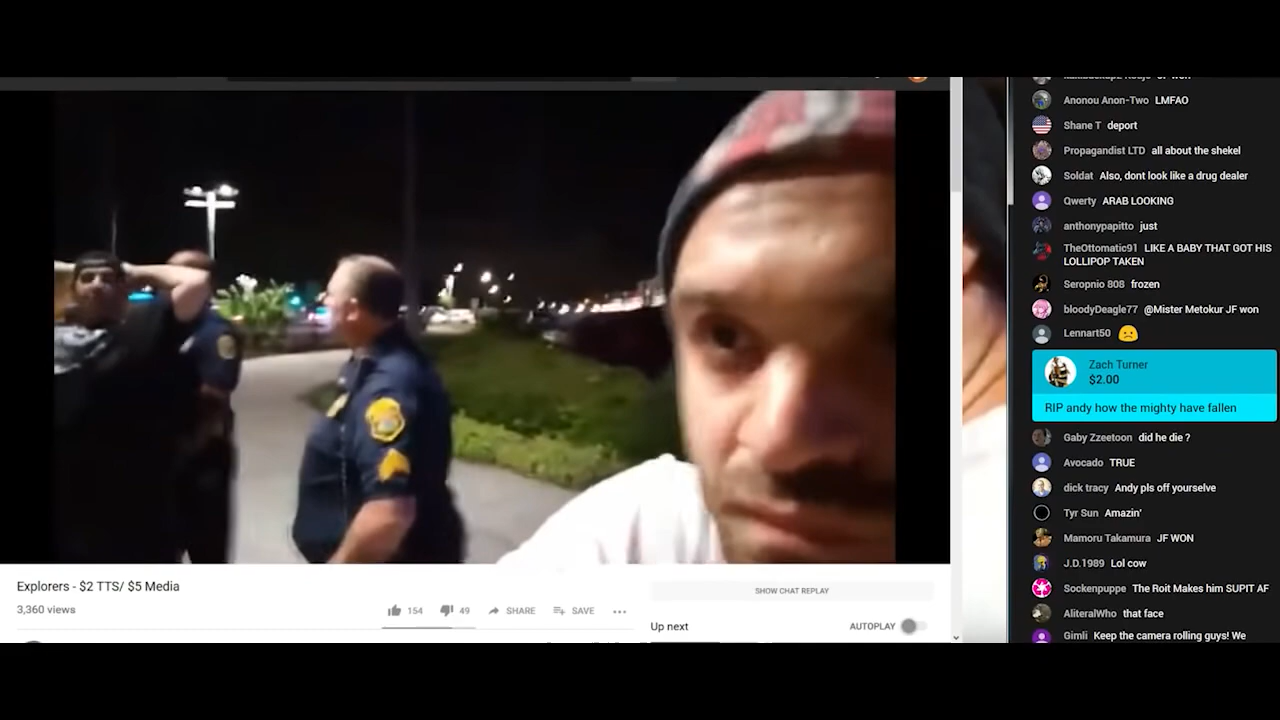 Anonou Anon-Two LMFAO
Shane T deport
Propagandist LTD all about the shekel
Soldat Also, dont look like a drug dealer
Qwerty ARAB LOOKING
anthonypapitto just
TheOttomatic91 LIKE A BABY THAT GOT HIS
LOLLIPOP TAKEN
Seropnio 808 frozen
bloodyDeagle77 @Mister Metokur JF won
Lennart50
Zach Turner
$2.00
RIP andy how the mighty have fallen
Gaby Zzeetoon did he die ?
Avocado TRUE
dick tracy Andy pls off yourselve
Tyr Sun Amazin'
Mamoru Takamura JF WON
J.D.1989 Lol cow
Sockenpuppe The Roit Makes him SUPIT AF
AliteralWho that face
Gimli Keep the camera rolling guys! We
Explorers - $2 TTS/ $5 Media
3,360 views
154 49 SHARE SAVE
SHOW CHAT REPLAY
Up next AUTOPLAY